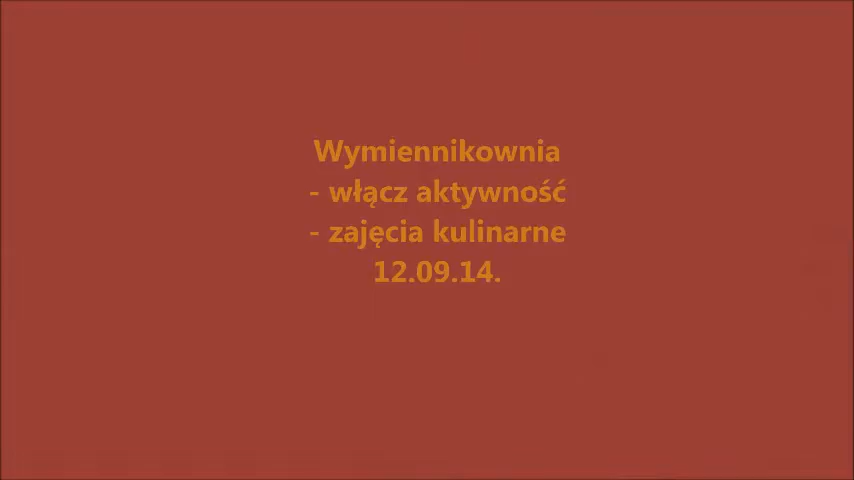 Wymiennikownia
- włącz aktywność
- zajęcia kulinarne
12.09.14.